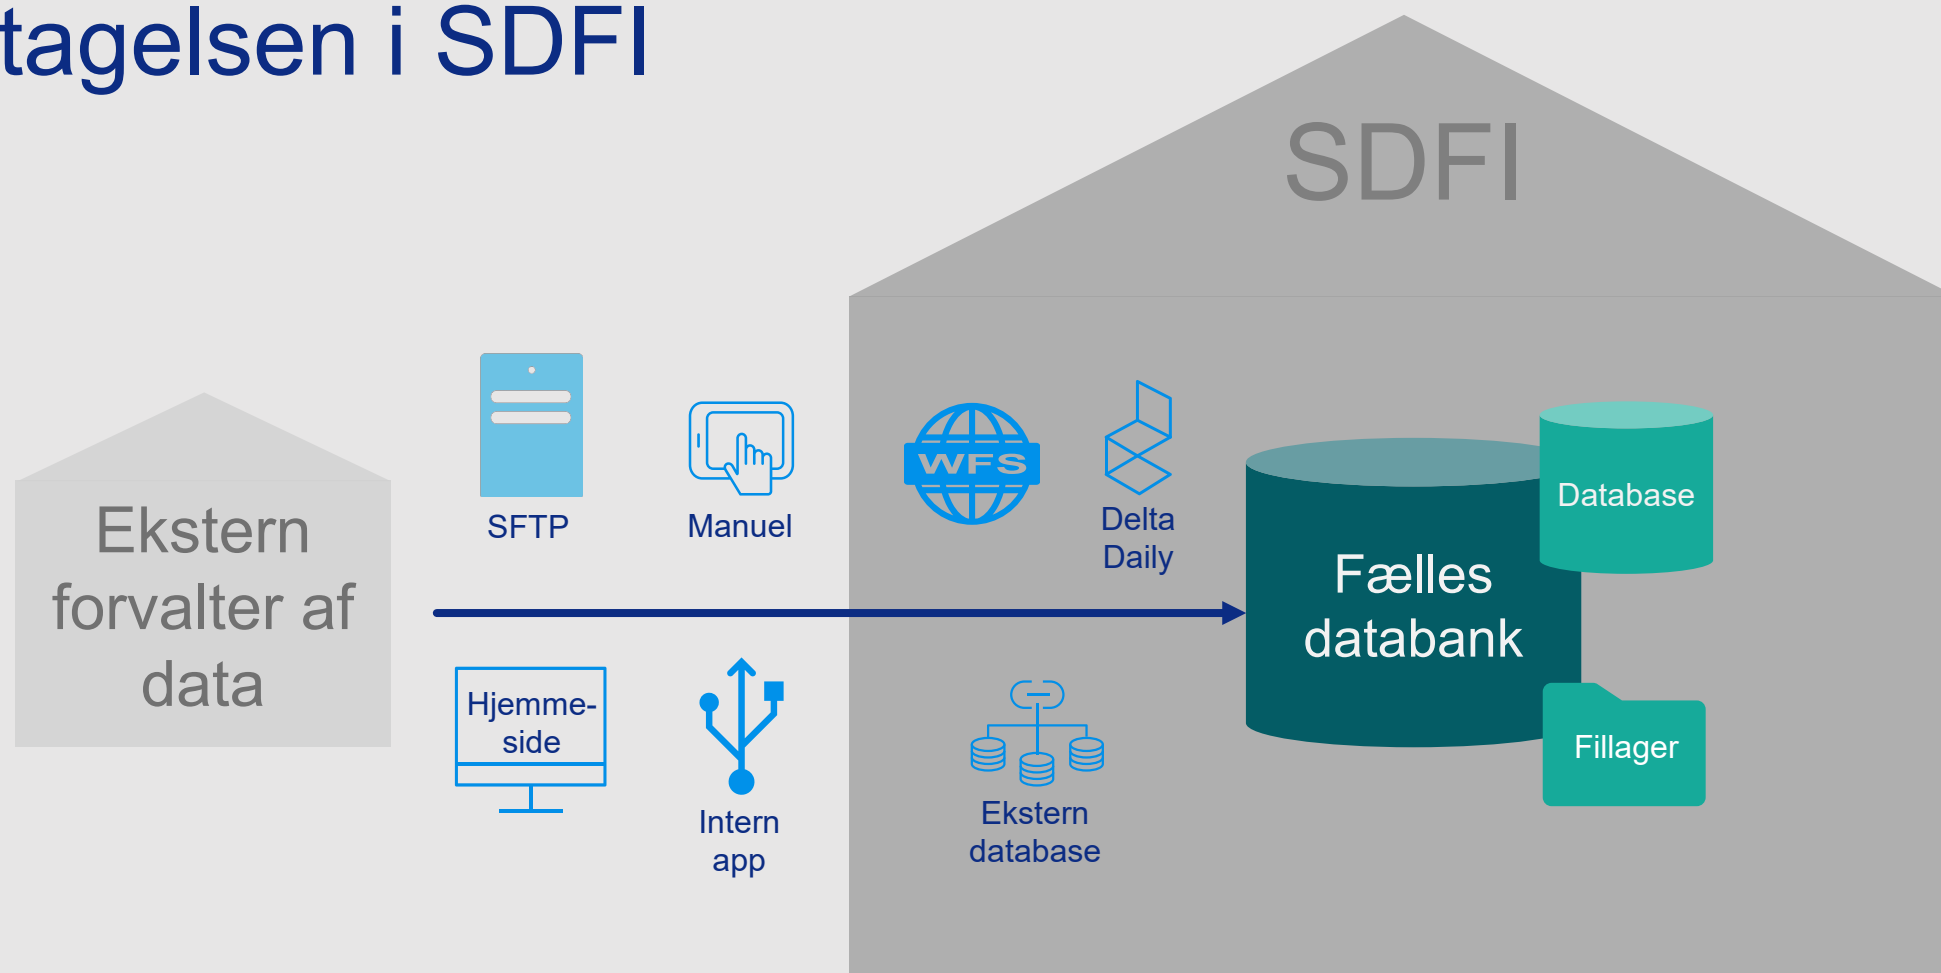 tagelsen i SDFI
SDFI
Ekstern
forvalter af
data
SFTP
Manuel
WFS
Delta
Daily
Hjemme-
side
Intern
app
Ekstern
database
Fælles
databank
Database
Fillager